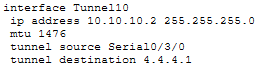 interface Tunnel10
ip address 10.10.10.2 255.255.255.0
mtu 1476
tunnel source Serial0/3/0
tunnel destination 4.4.4.1